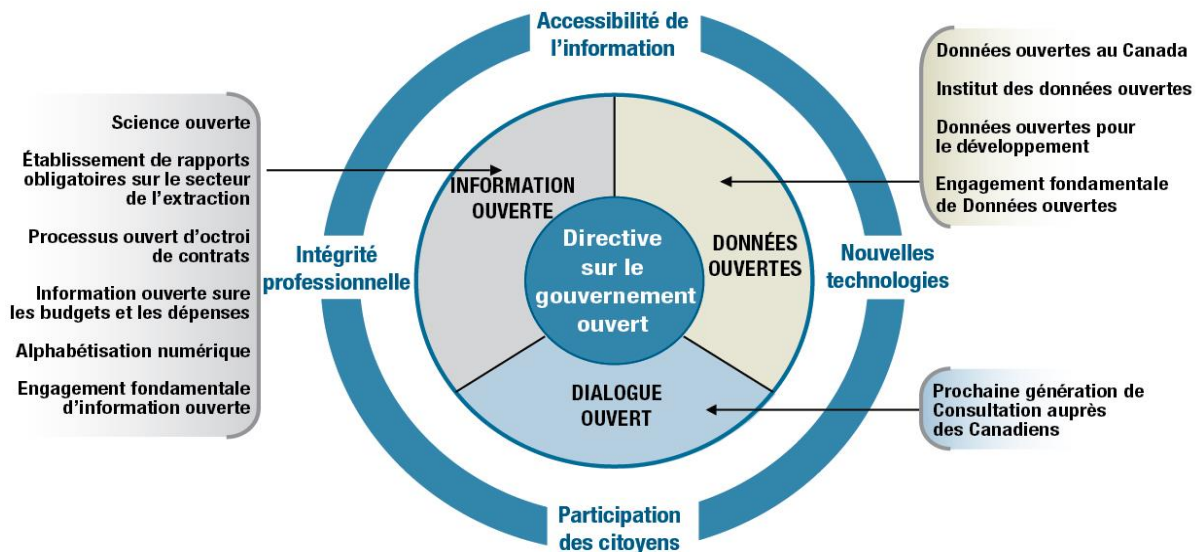 Accessibilité de
l'information
Science ouverte
Établissement de rapports
obligatoires sur le secteur
de l'extraction
Processus ouvert d'octroi
de contrats
Information ouverte sure
les budgets et les dépenses
Alphabétisation numérique
Engagement fondamentale
d'information ouverte
Intégrité
professionnelle
INFORMATION
OUVERTE
Directive
sur le
gouvernement
ouvert
DONNÉES
OUVERTES
DIALOGUE
OUVERT
Nouvelles
technologies
Données ouvertes au Canada
Institut des données ouvertes
Données ouvertes pour
le développement
Engagement fondamentale
de Données ouvertes
Prochaine génération de
Consultation auprès
des Canadiens
Participation
des citoyens